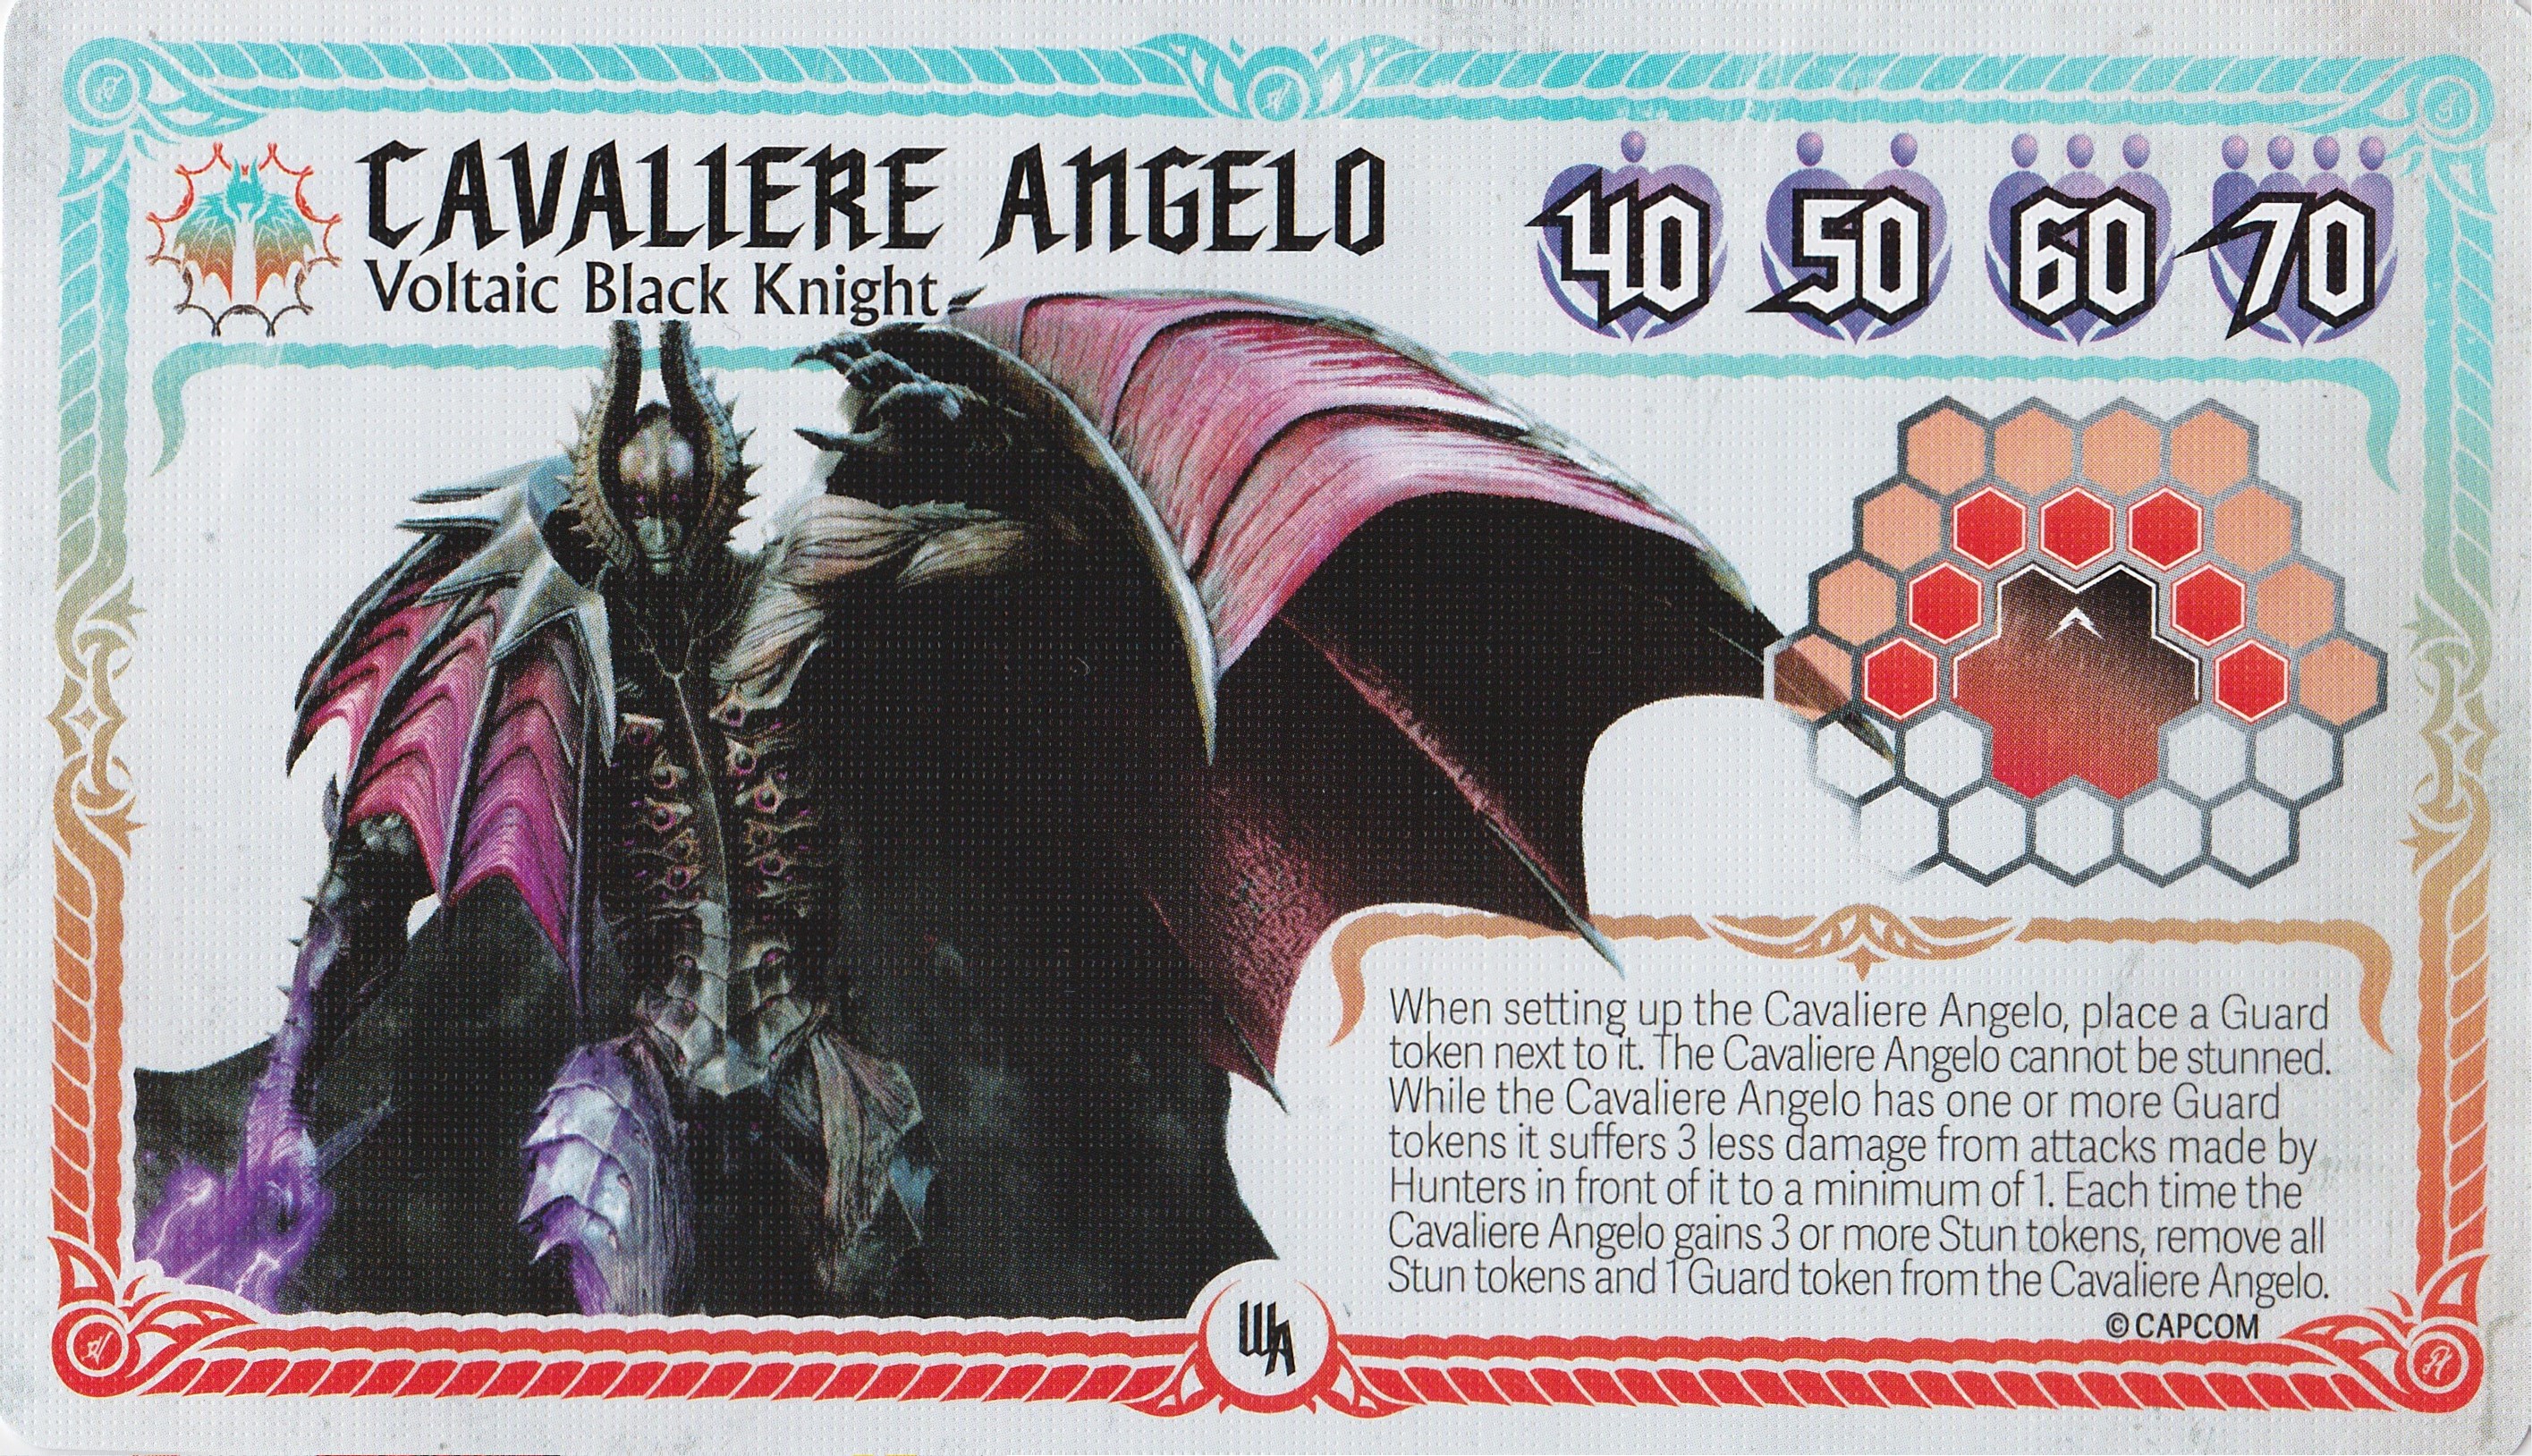 CAVALIERE ANGELO
Voltaic Black Knight
40 50 60 70
When setting up the Cavaliere Angelo, place a Guard
token next to it. The Cavaliere Angelo cannot be stunned.
While the Cavaliere Angelo has one or more Guard
tokens it suffers 3 less damage from attacks made by
Hunters in front of it to a minimum of 1. Each time the
Cavaliere Angelo gains 3 or more Stun tokens, remove all
Stun tokens and 1 Guard token from the Cavaliere Angelo.
© CAPCOM
WA